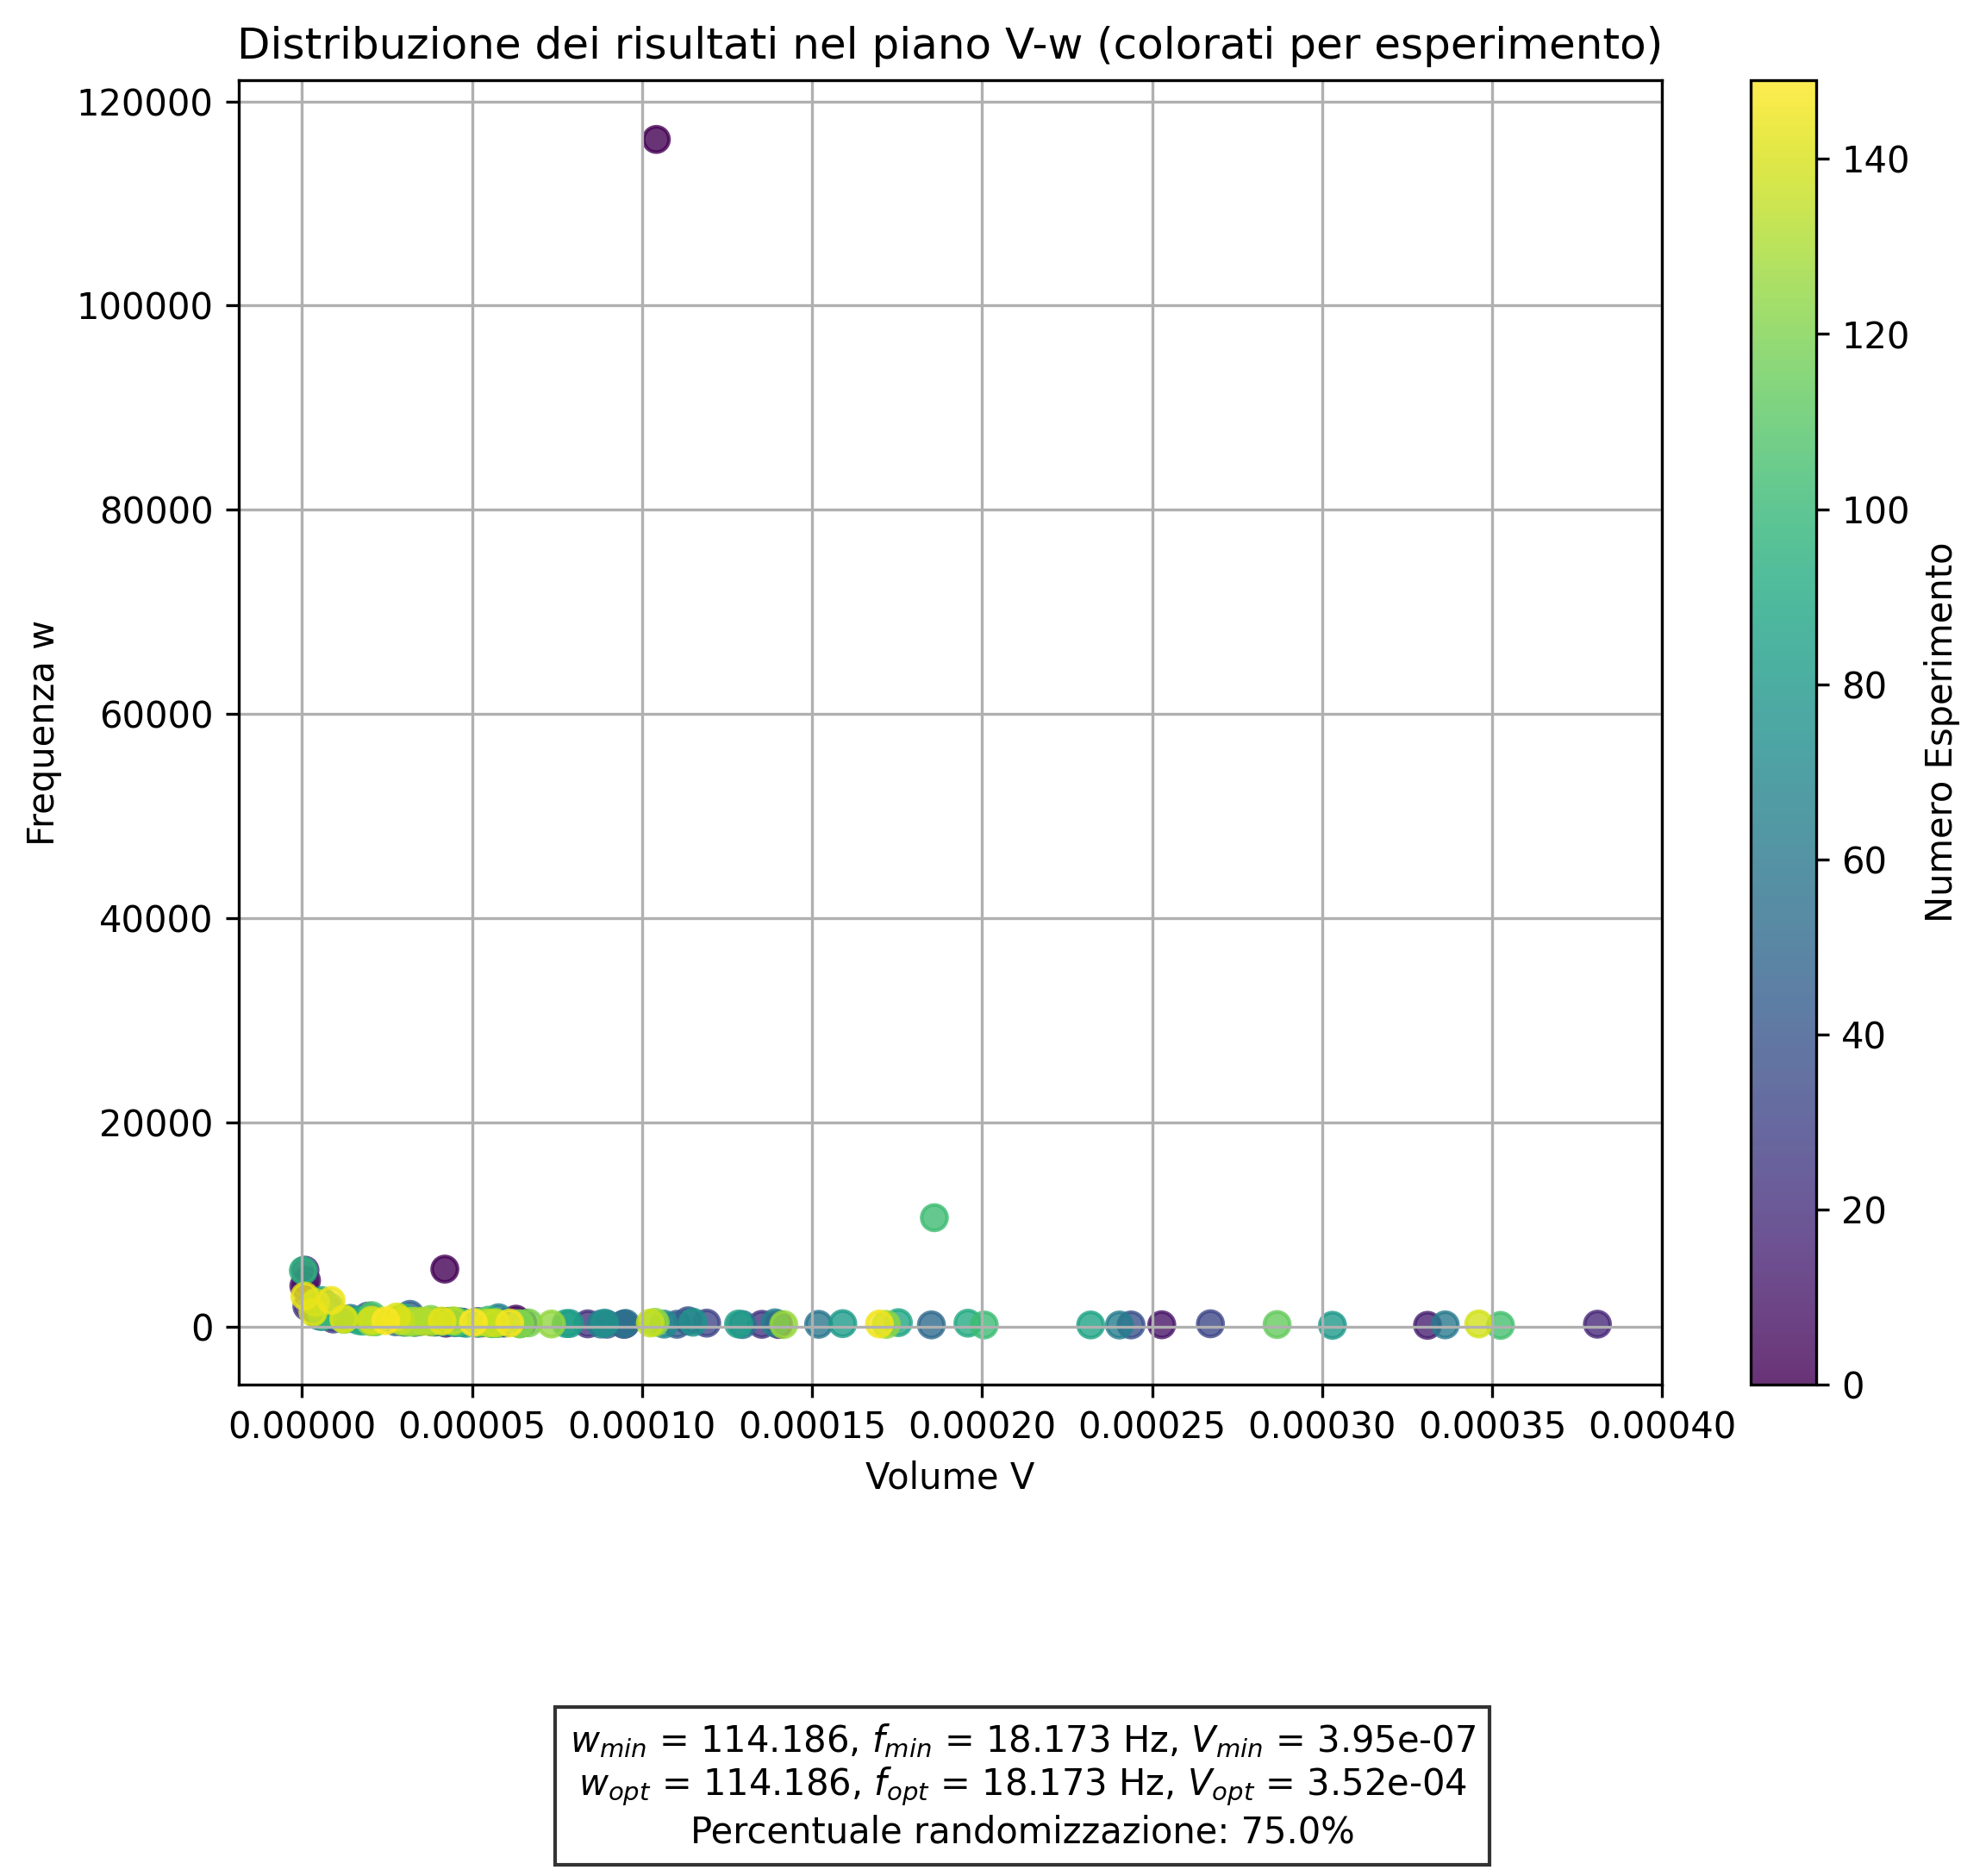 Distribuzione dei risultati nel piano V-w (colorati per esperimento)
120000
100000
80000
60000
40000
20000
0
Frequenza w
0.00000 0.00005 0.00010 0.00015 0.00020 0.00025 0.00030 0.00035 0.00040
Volume V
140
120
100
80
60
40
20
0
Numero Esperimento
w_min = 114.186, f_min = 18.173 Hz, V_min = 3.95e-07
w_opt = 114.186, f_opt = 18.173 Hz, V_opt = 3.52e-04
Percentuale randomizzazione: 75.0%